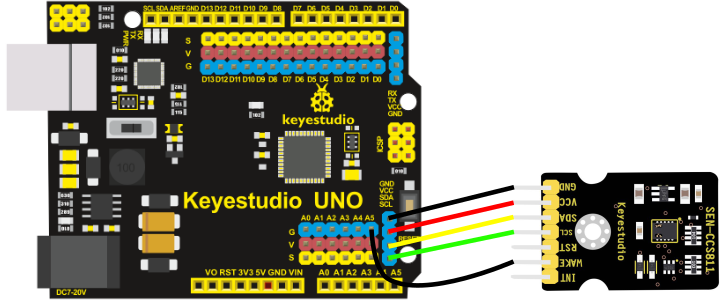 SCL SDA AREF GND D13 D12 D11 D10 D9 D8
D7 D6 D5 D4 D3 D2 D1 D0
RX
TX
PWR
S
V
G
D13 D12 D11 D10 D9 D8 D7 D6 D5 D4 D3 D2 D1 D0
RX
TX
VCC
GND
keyestudio
ICSP
100
GND
VCC
SDA
SCL
Keyestudio UNO
A0 A1 A2 A3 A4 A5
G
V
S
RESET
VO RST 3V3 5V GND VIN
A0 A1 A2 A3 A4 A5
DC7-20V
GND
VCC
SDA
SCL
RST
WAKE
INT
Keyestudio
SEN-CCS811